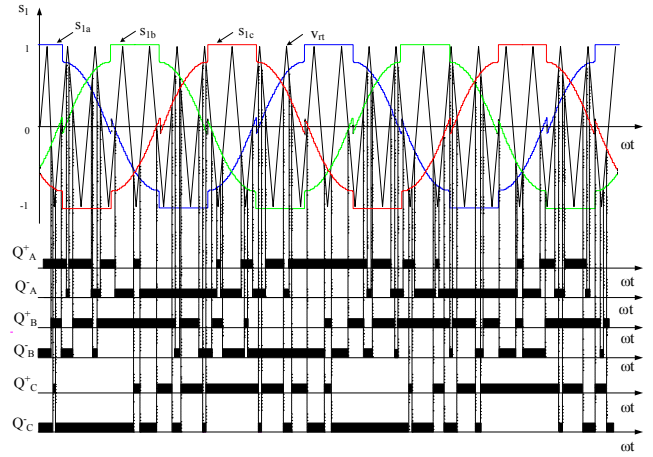 s1
s1a s1b s1c vrt
1
0
ωt
-1
Q+A
ωt
Q-A
ωt
Q+B
ωt
Q-B
ωt
Q+C
ωt
Q-C
ωt